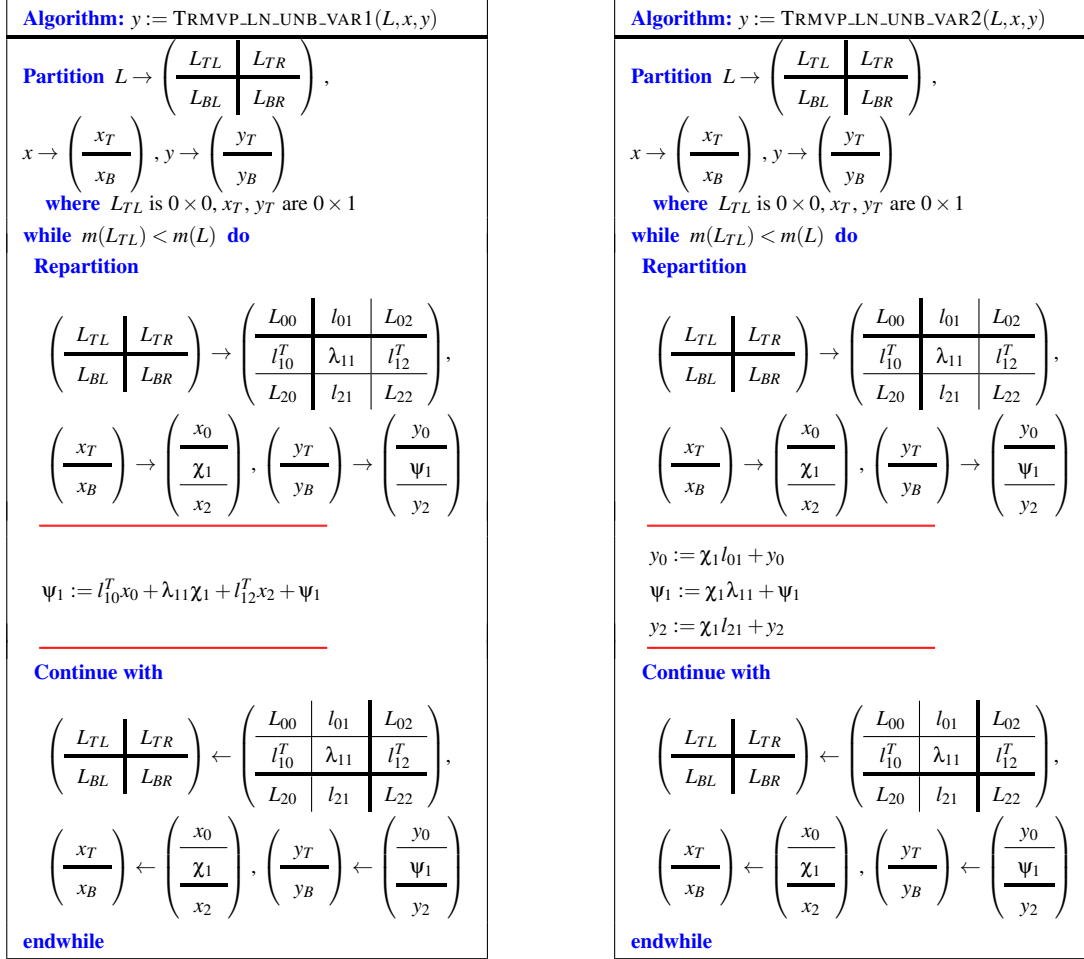 Algorithm: y := TRMVP_LN_UNB_VAR1(L, x, y)
Partition L → ( L_TL | L_TR ; L_BL | L_BR ) ,
x → ( x_T ; x_B ) , y → ( y_T ; y_B )
where L_TL is 0 × 0, x_T, y_T are 0 × 1
while m(L_TL) < m(L) do
Repartition
( L_TL | L_TR ; L_BL | L_BR ) → ( L_00 | l_01 | L_02 ; l_10^T | λ_11 | l_12^T ; L_20 | l_21 | L_22 ) ,
( x_T ; x_B ) → ( x_0 ; χ_1 ; x_2 ) , ( y_T ; y_B ) → ( y_0 ; ψ_1 ; y_2 )
ψ_1 := l_10^T x_0 + λ_11 χ_1 + l_12^T x_2 + ψ_1
Continue with
( L_TL | L_TR ; L_BL | L_BR ) ← ( L_00 | l_01 | L_02 ; l_10^T | λ_11 | l_12^T ; L_20 | l_21 | L_22 ) ,
( x_T ; x_B ) ← ( x_0 ; χ_1 ; x_2 ) , ( y_T ; y_B ) ← ( y_0 ; ψ_1 ; y_2 )
endwhile
Algorithm: y := TRMVP_LN_UNB_VAR2(L, x, y)
Partition L → ( L_TL | L_TR ; L_BL | L_BR ) ,
x → ( x_T ; x_B ) , y → ( y_T ; y_B )
where L_TL is 0 × 0, x_T, y_T are 0 × 1
while m(L_TL) < m(L) do
Repartition
( L_TL | L_TR ; L_BL | L_BR ) → ( L_00 | l_01 | L_02 ; l_10^T | λ_11 | l_12^T ; L_20 | l_21 | L_22 ) ,
( x_T ; x_B ) → ( x_0 ; χ_1 ; x_2 ) , ( y_T ; y_B ) → ( y_0 ; ψ_1 ; y_2 )
y_0 := χ_1 l_01 + y_0
ψ_1 := χ_1 λ_11 + ψ_1
y_2 := χ_1 l_21 + y_2
Continue with
( L_TL | L_TR ; L_BL | L_BR ) ← ( L_00 | l_01 | L_02 ; l_10^T | λ_11 | l_12^T ; L_20 | l_21 | L_22 ) ,
( x_T ; x_B ) ← ( x_0 ; χ_1 ; x_2 ) , ( y_T ; y_B ) ← ( y_0 ; ψ_1 ; y_2 )
endwhile